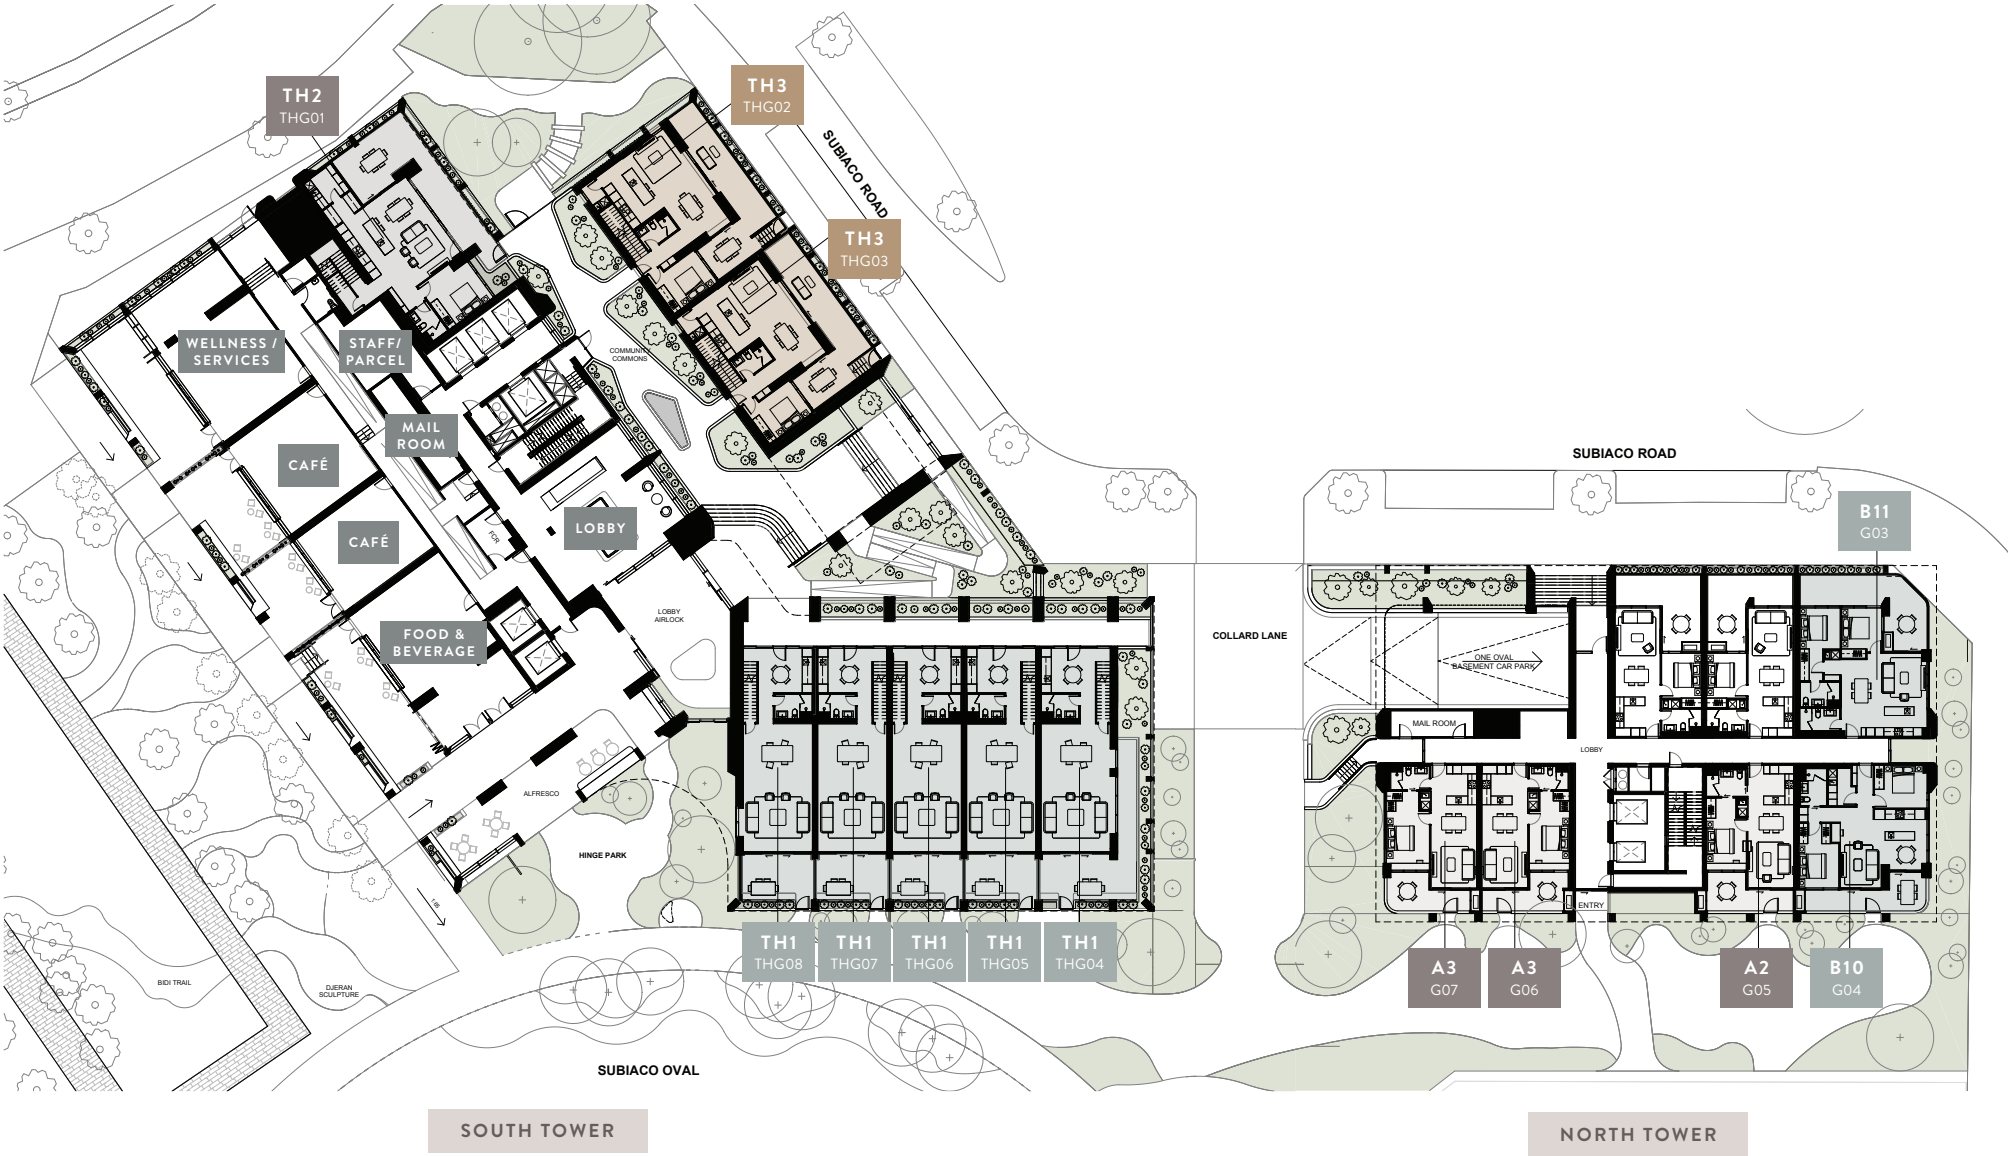 TH2
THG01
TH3
THG02
SUBIACO ROAD
TH3
THG03
WELLNESS /
SERVICES
STAFF/
PARCEL
COMMUNITY
COMMONS
MAIL
ROOM
CAFÉ
CAFÉ
LOBBY
FCR
FOOD &
BEVERAGE
LOBBY
AIRLOCK
ALFRESCO
HINGE PARK
BIDI TRAIL
DJERAN
SCULPTURE
TH1
THG08
TH1
THG07
TH1
THG06
TH1
THG05
TH1
THG04
SUBIACO OVAL
SOUTH TOWER
COLLARD LANE
SUBIACO ROAD
B11
G03
ONE OVAL
BASEMENT CAR PARK
MAIL ROOM
LOBBY
ENTRY
A3
G07
A3
G06
A2
G05
B10
G04
NORTH TOWER